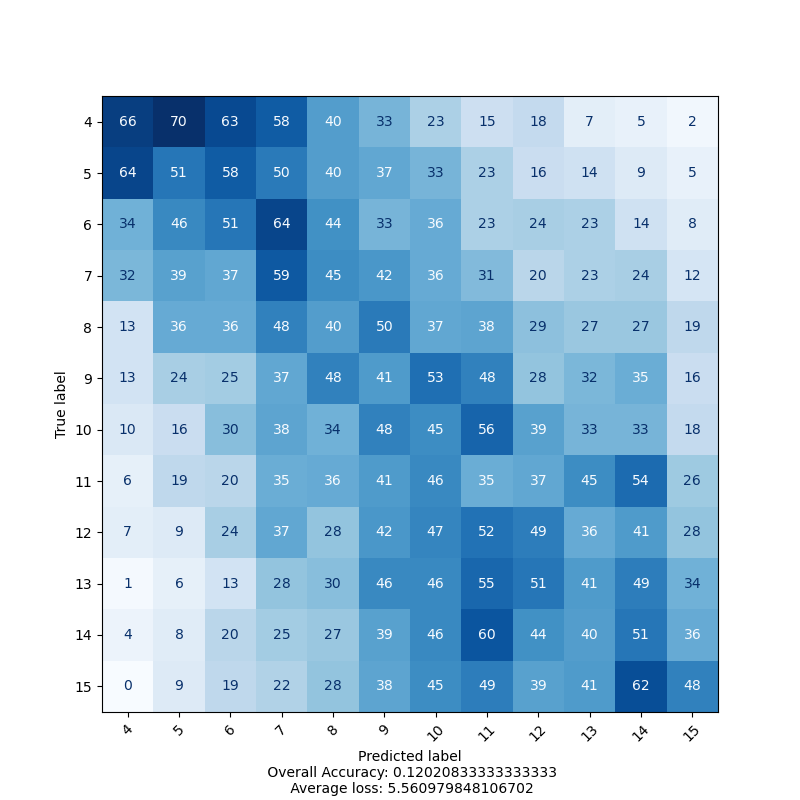 4 66 70 63 58 40 33 23 15 18 7 5 2
5 64 51 58 50 40 37 33 23 16 14 9 5
6 34 46 51 64 44 33 36 23 24 23 14 8
7 32 39 37 59 45 42 36 31 20 23 24 12
8 13 36 36 48 40 50 37 38 29 27 27 19
9 13 24 25 37 48 41 53 48 28 32 35 16
10 10 16 30 38 34 48 45 56 39 33 33 18
11 6 19 20 35 36 41 46 35 37 45 54 26
12 7 9 24 37 28 42 47 52 49 36 41 28
13 1 6 13 28 30 46 46 55 51 41 49 34
14 4 8 20 25 27 39 46 60 44 40 51 36
15 0 9 19 22 28 38 45 49 39 41 62 48
True label
4 5 6 7 8 9 10 11 12 13 14 15
Predicted label
Overall Accuracy: 0.12020833333333333
Average loss: 5.560979848106702